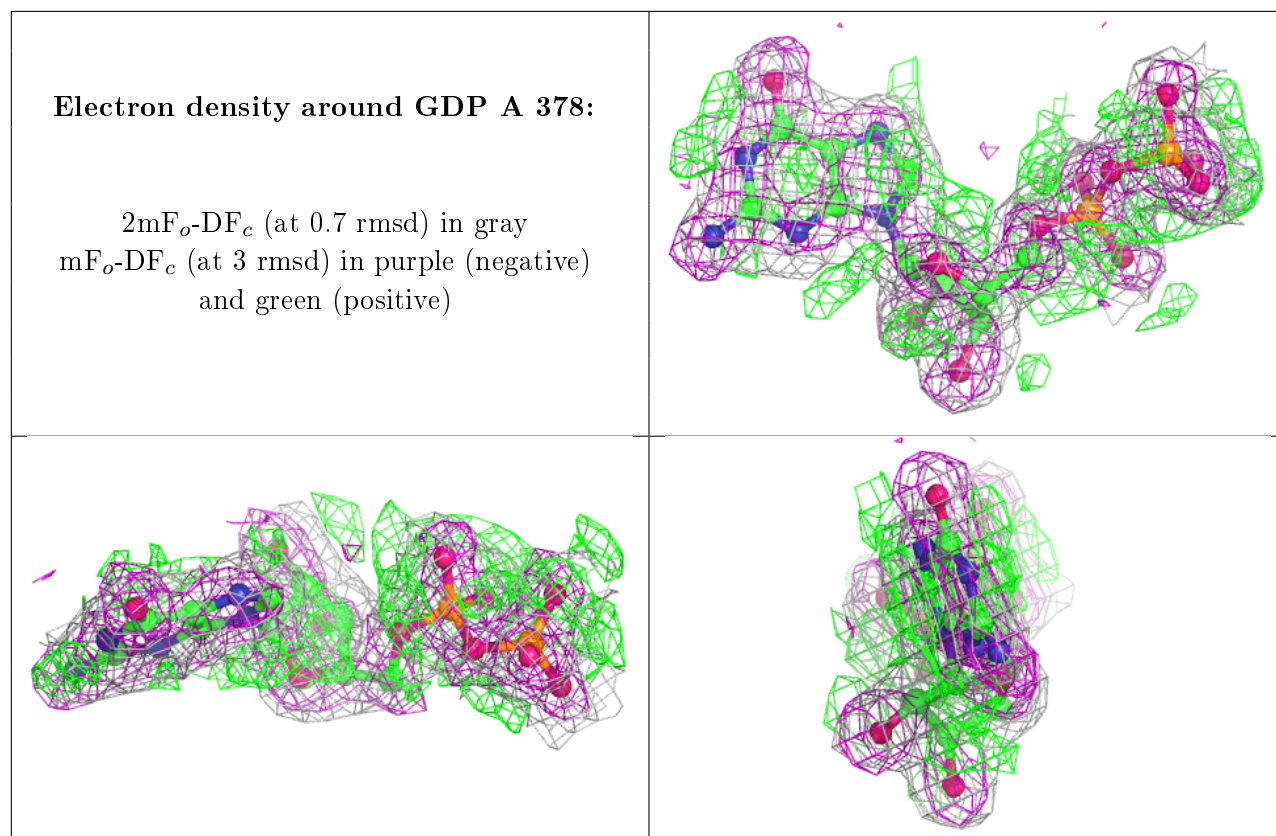 Electron density around GDP A 378:
2mFₒ-DF𝒸 (at 0.7 rmsd) in gray
mFₒ-DF𝒸 (at 3 rmsd) in purple (negative)
and green (positive)